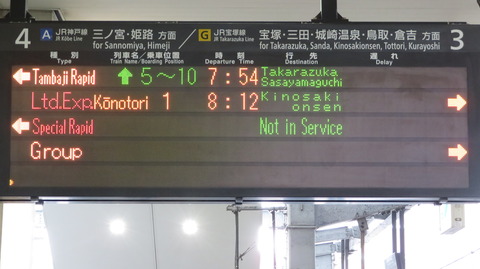 4 A JR神戸線 三ノ宮・姫路 方面 G JR宝塚線 宝塚・三田・城崎温泉・鳥取・倉吉 方面 3
JR Kobe Line for Sannomiya, Himeji JR Takarazuka Line for Takarazuka, Sanda, Kinosakionsen, Tottori, Kurayoshi
種別 列車名/乗車位置 時刻 行先 遅れ
Type Train Name/Boarding Position Departure Time Destination Delay
← Tambaji Rapid ↑ 5～10 7:54 Takarazuka Sasayamaguchi
Ltd.Exp. Kōnotori 1 8:12 Kinosaki onsen →
← Special Rapid Not in Service
Group →